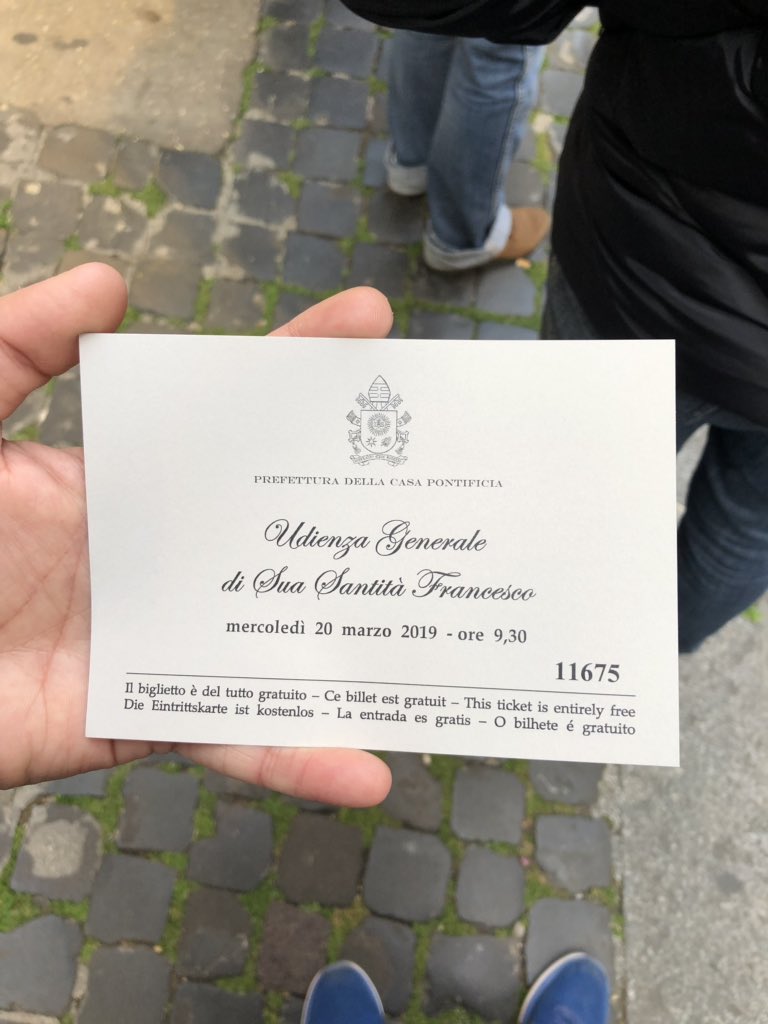 PREFETTURA DELLA CASA PONTIFICIA
Udienza Generale
di Sua Santità Francesco
mercoledì 20 marzo 2019 - ore 9,30
11675
Il biglietto è del tutto gratuito – Ce billet est gratuit – This ticket is entirely free
Die Eintrittskarte ist kostenlos – La entrada es gratis – O bilhete é gratuito